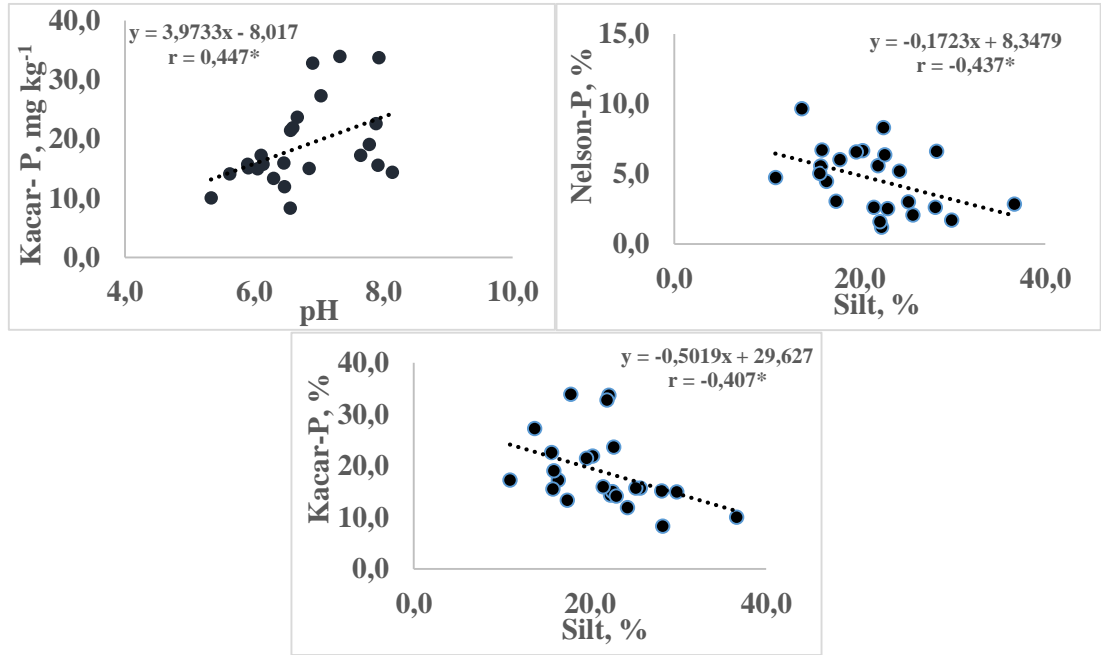 40,0
30,0
20,0
10,0
0,0
Kacar- P, mg kg-1
y = 3,9733x - 8,017
r = 0,447*
4,0 6,0 8,0 10,0
pH
15,0
10,0
5,0
0,0
Nelson-P, %
y = -0,1723x + 8,3479
r = -0,437*
0,0 20,0 40,0
Silt, %
40,0
30,0
20,0
10,0
0,0
Kacar-P, %
y = -0,5019x + 29,627
r = -0,407*
0,0 20,0 40,0
Silt, %